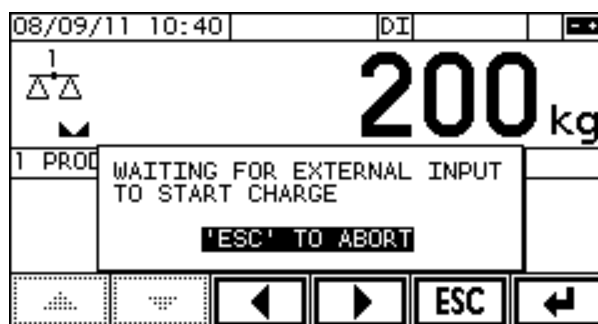 08/09/11 10:40 DI
1
200 kg
1 PROD
WAITING FOR EXTERNAL INPUT
TO START CHARGE
'ESC' TO ABORT
ESC